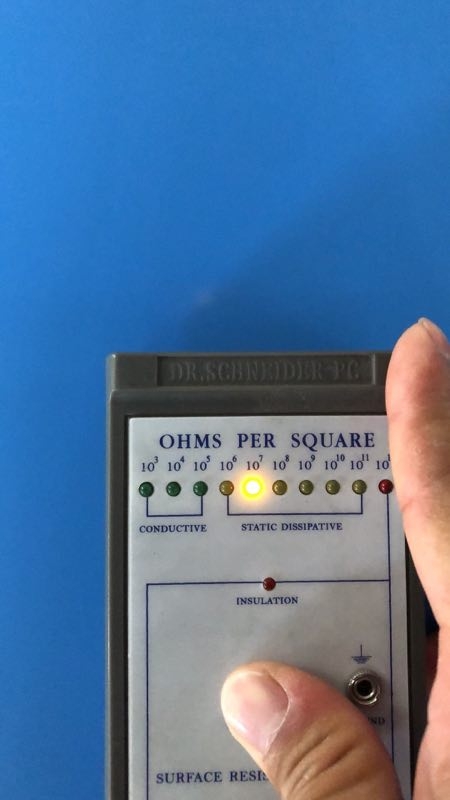 DR.SCHNEIDER PC
OHMS PER SQUARE
10³ 10⁴ 10⁵ 10⁶ 10⁷ 10⁸ 10⁹ 10¹⁰ 10¹¹
CONDUCTIVE STATIC DISSIPATIVE
INSULATION
SURFACE